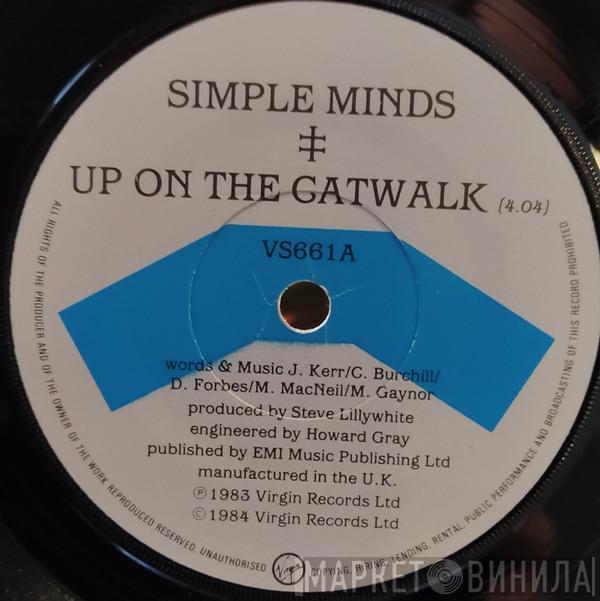 SIMPLE MINDS
UP ON THE CATWALK (4.04)
VS661A
words & Music J. Kerr/C. Burchill/
D. Forbes/M. MacNeil/M. Gaynor
produced by Steve Lillywhite
engineered by Howard Gray
published by EMI Music Publishing Ltd
manufactured in the U.K.
℗ 1983 Virgin Records Ltd
© 1984 Virgin Records Ltd
ALL RIGHTS OF THE PRODUCER AND OF THE OWNER OF THE WORK REPRODUCED RESERVED. UNAUTHORISED Virgin COPYING, HIRING, LENDING, RENTAL, PUBLIC PERFORMANCE AND BROADCASTING OF THIS RECORD PROHIBITED
МАРКЕТ ВИНИЛА